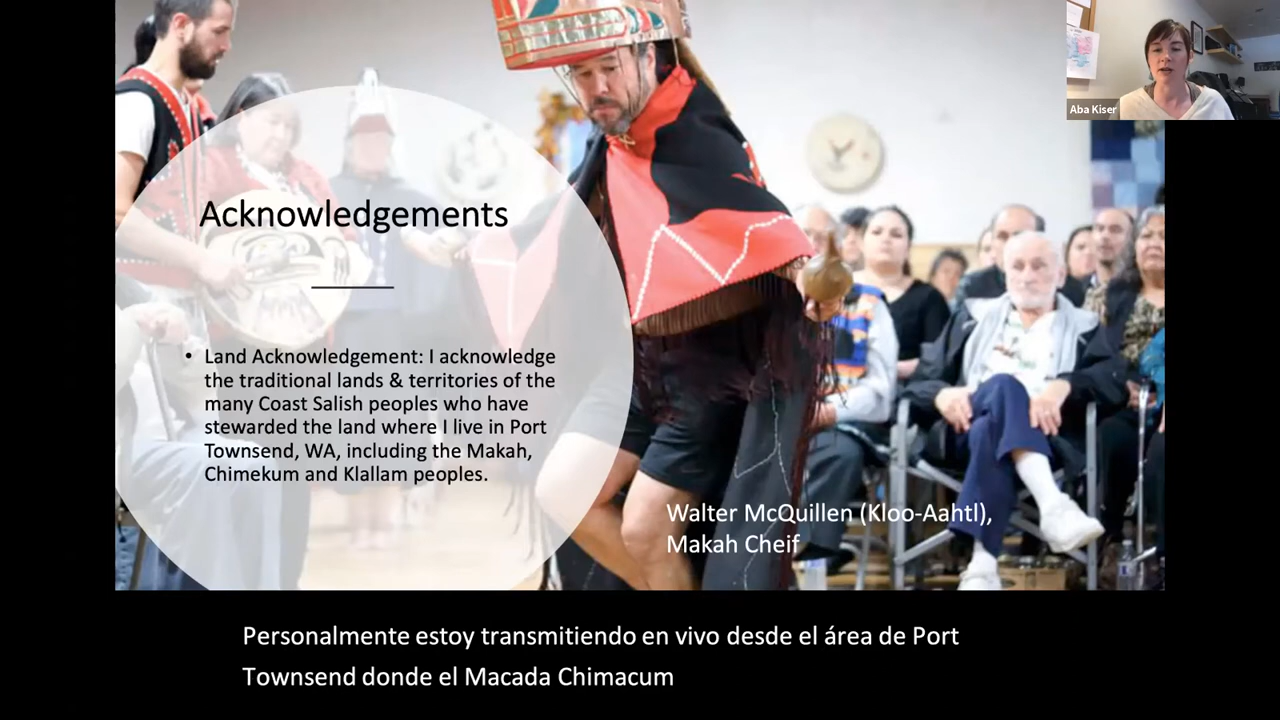 Aba Kiser
Acknowledgements
• Land Acknowledgement: I acknowledge
the traditional lands & territories of the
many Coast Salish peoples who have
stewarded the land where I live in Port
Townsend, WA, including the Makah,
Chimekum and Klallam peoples.
Walter McQuillen (Kloo-Aahtl),
Makah Cheif
Personalmente estoy transmitiendo en vivo desde el área de Port
Townsend donde el Macada Chimacum